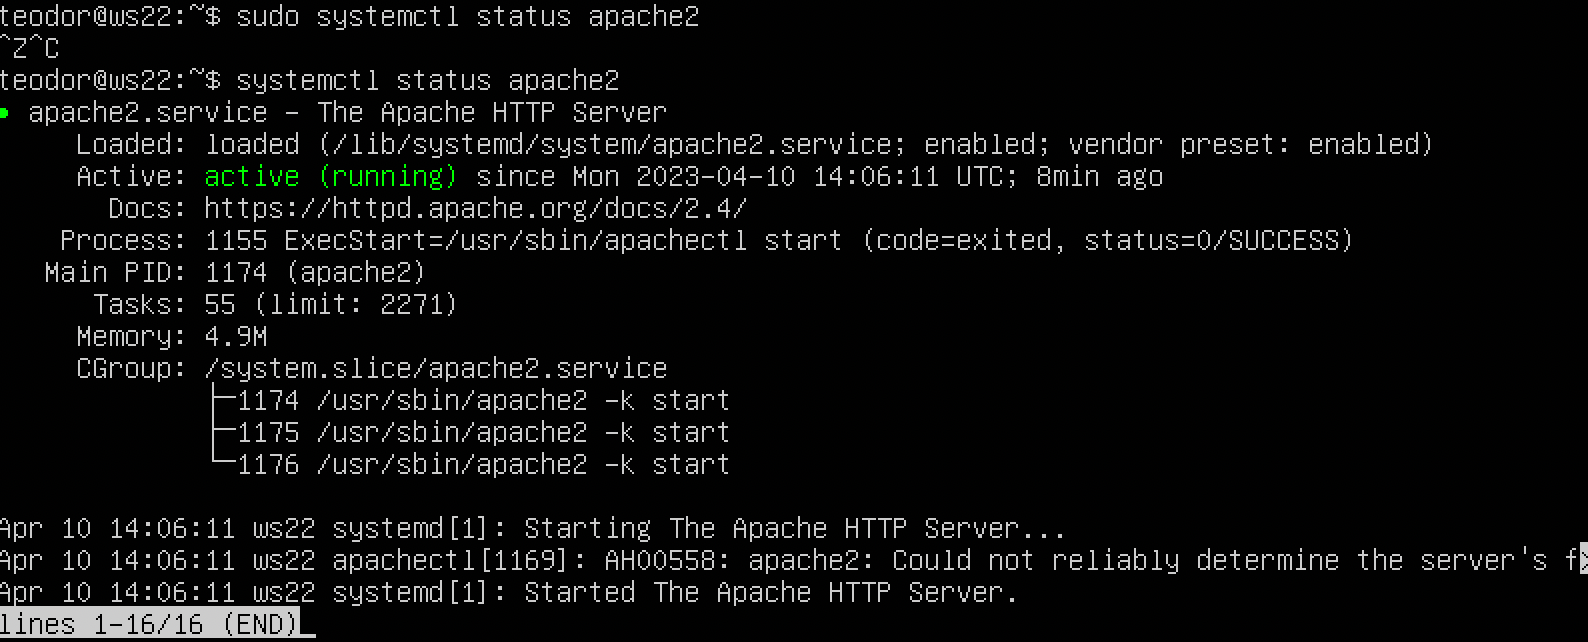 teodor@ws22:~$ sudo systemctl status apache2
^Z^C
teodor@ws22:~$ systemctl status apache2
● apache2.service – The Apache HTTP Server
     Loaded: loaded (/lib/systemd/system/apache2.service; enabled; vendor preset: enabled)
     Active: active (running) since Mon 2023-04-10 14:06:11 UTC; 8min ago
       Docs: https://httpd.apache.org/docs/2.4/
    Process: 1155 ExecStart=/usr/sbin/apachectl start (code=exited, status=0/SUCCESS)
   Main PID: 1174 (apache2)
      Tasks: 55 (limit: 2271)
     Memory: 4.9M
     CGroup: /system.slice/apache2.service
             ├─1174 /usr/sbin/apache2 -k start
             ├─1175 /usr/sbin/apache2 -k start
             └─1176 /usr/sbin/apache2 -k start

Apr 10 14:06:11 ws22 systemd[1]: Starting The Apache HTTP Server...
Apr 10 14:06:11 ws22 apachectl[1169]: AH00558: apache2: Could not reliably determine the server's f>
Apr 10 14:06:11 ws22 systemd[1]: Started The Apache HTTP Server.
lines 1-16/16 (END)